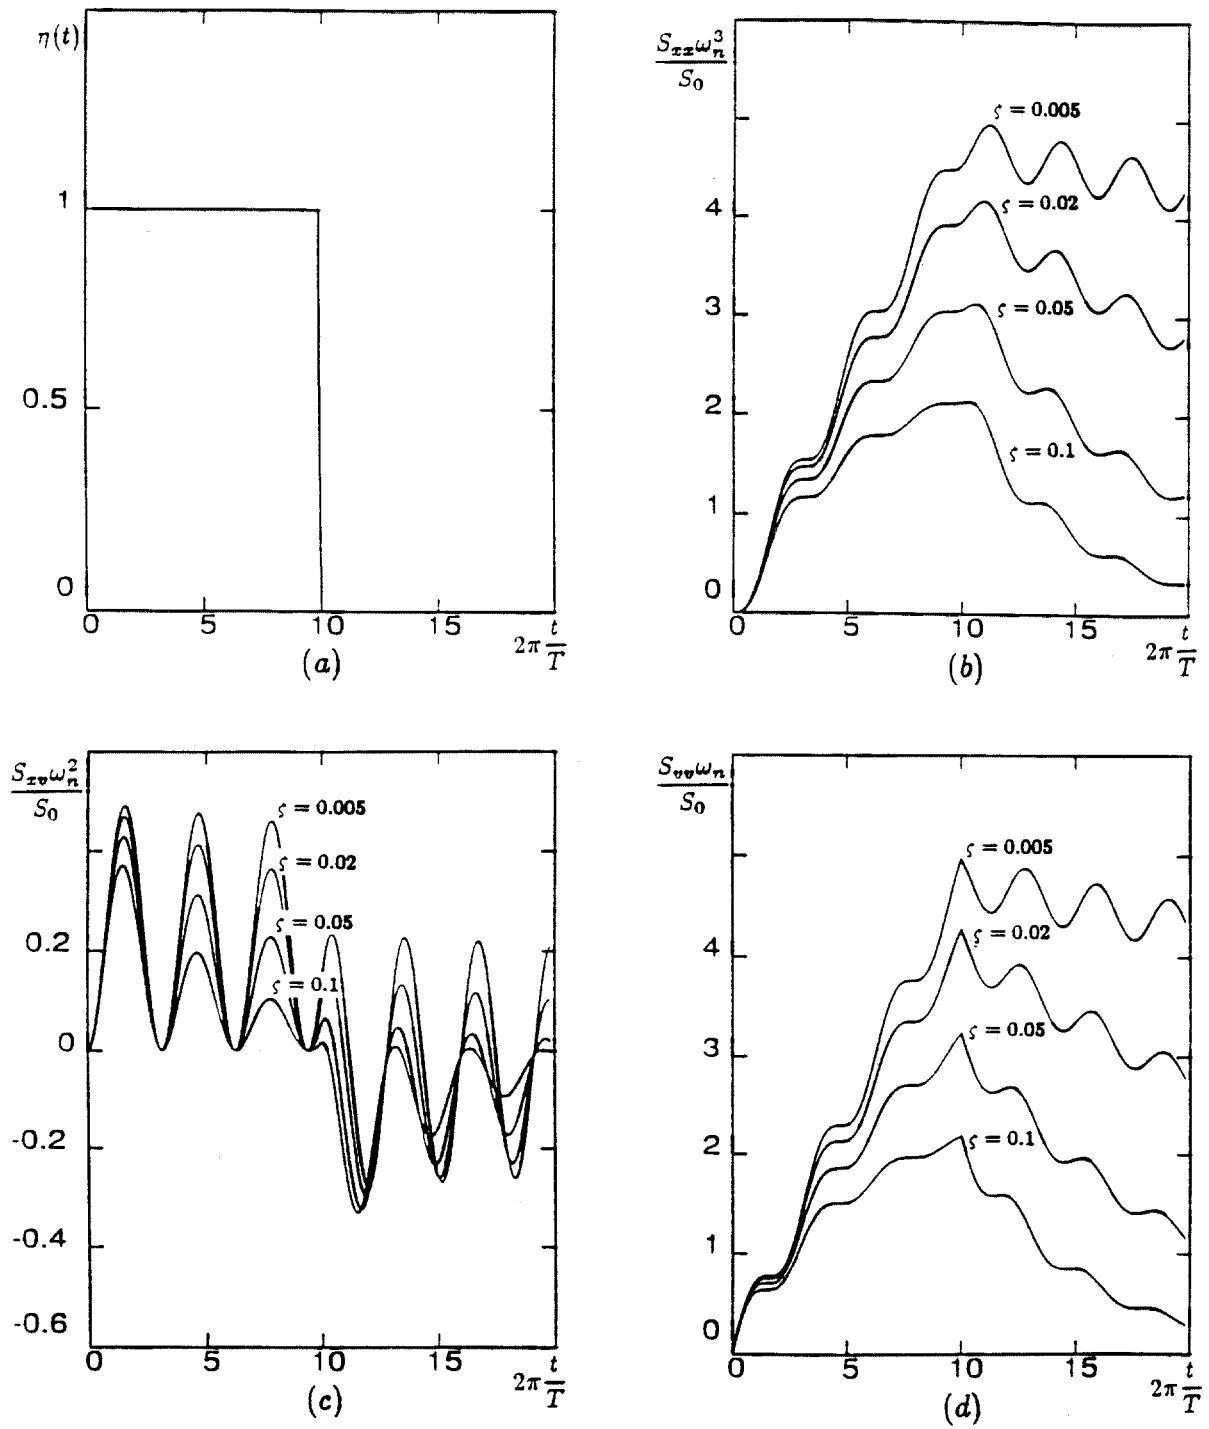 η(t)
1
0.5
0
0 5 10 15 2π t/T
(a)
S_xx ω_n^3 / S_0
ς = 0.005
ς = 0.02
ς = 0.05
ς = 0.1
4
3
2
1
0
0 5 10 15 2π t/T
(b)
S_xv ω_n^2 / S_0
ς = 0.005
ς = 0.02
ς = 0.05
ς = 0.1
0.2
0
-0.2
-0.4
-0.6
0 5 10 15 2π t/T
(c)
S_vv ω_n / S_0
ς = 0.005
ς = 0.02
ς = 0.05
ς = 0.1
4
3
2
1
0
0 5 10 15 2π t/T
(d)